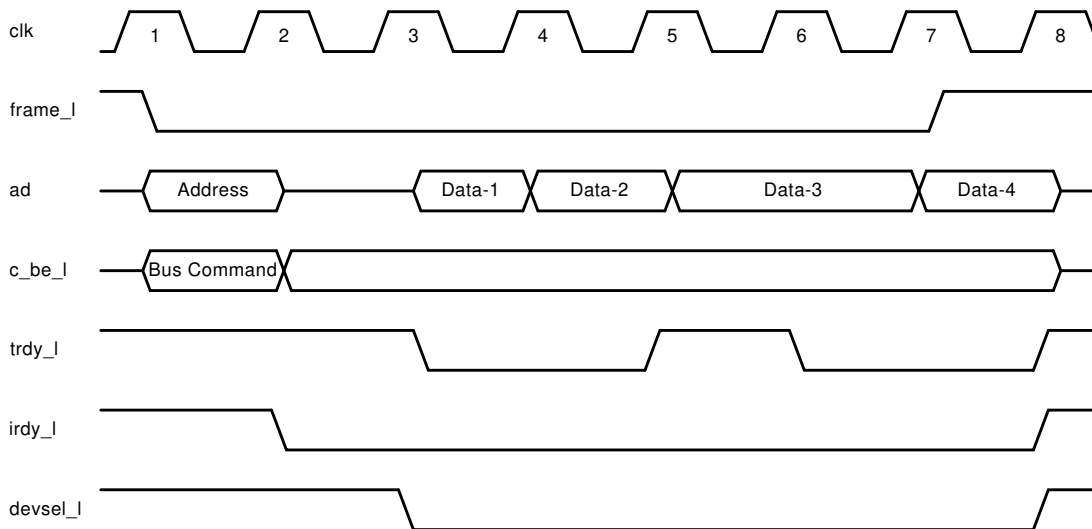 clk 1 2 3 4 5 6 7 8
frame_l
ad Address Data-1 Data-2 Data-3 Data-4
c_be_l Bus Command
trdy_l
irdy_l
devsel_l